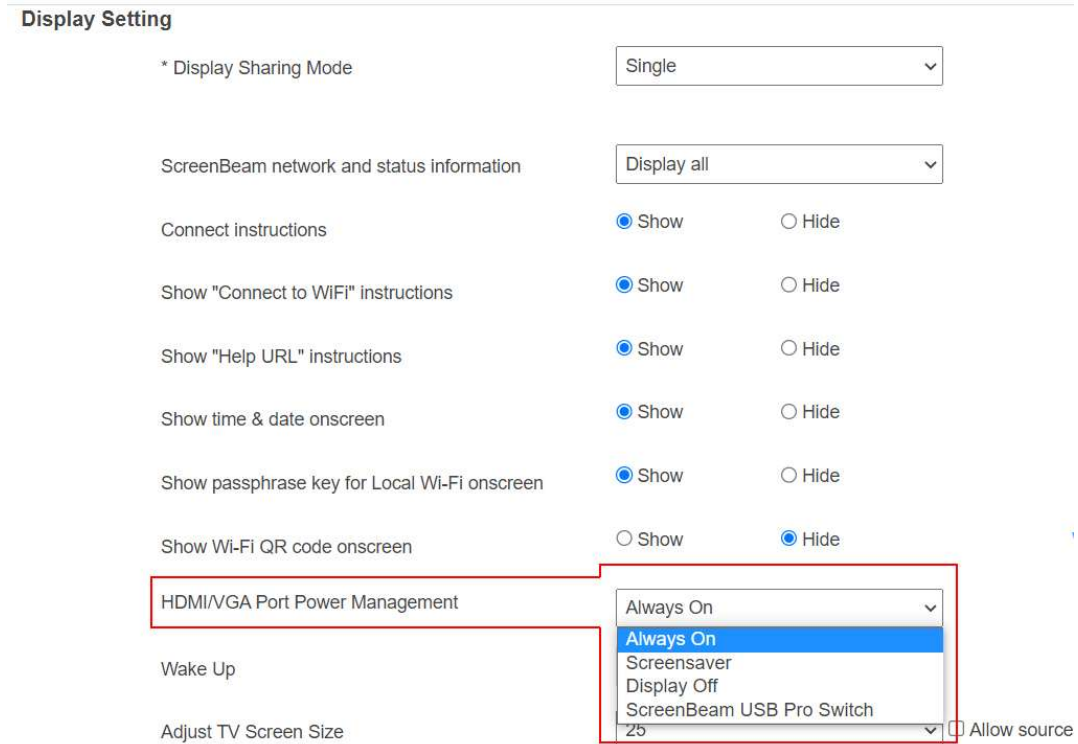 Display Setting
* Display Sharing Mode Single
ScreenBeam network and status information Display all
Connect instructions Show Hide
Show "Connect to WiFi" instructions Show Hide
Show "Help URL" instructions Show Hide
Show time & date onscreen Show Hide
Show passphrase key for Local Wi-Fi onscreen Show Hide
Show Wi-Fi QR code onscreen Show Hide
HDMI/VGA Port Power Management Always On
Always On
Screensaver
Wake Up
Display Off
ScreenBeam USB Pro Switch
Adjust TV Screen Size 25 Allow source